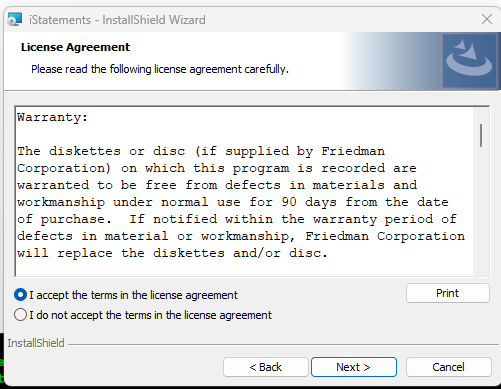 iStatements - InstallShield Wizard
License Agreement
Please read the following license agreement carefully.
Warranty:
The diskettes or disc (if supplied by Friedman
Corporation) on which this program is recorded are
warranted to be free from defects in materials and
workmanship under normal use for 90 days from the date
of purchase.  If notified within the warranty period of
defects in material or workmanship, Friedman Corporation
will replace the diskettes and/or disc.
I accept the terms in the license agreement
Print
I do not accept the terms in the license agreement
InstallShield
< Back
Next >
Cancel